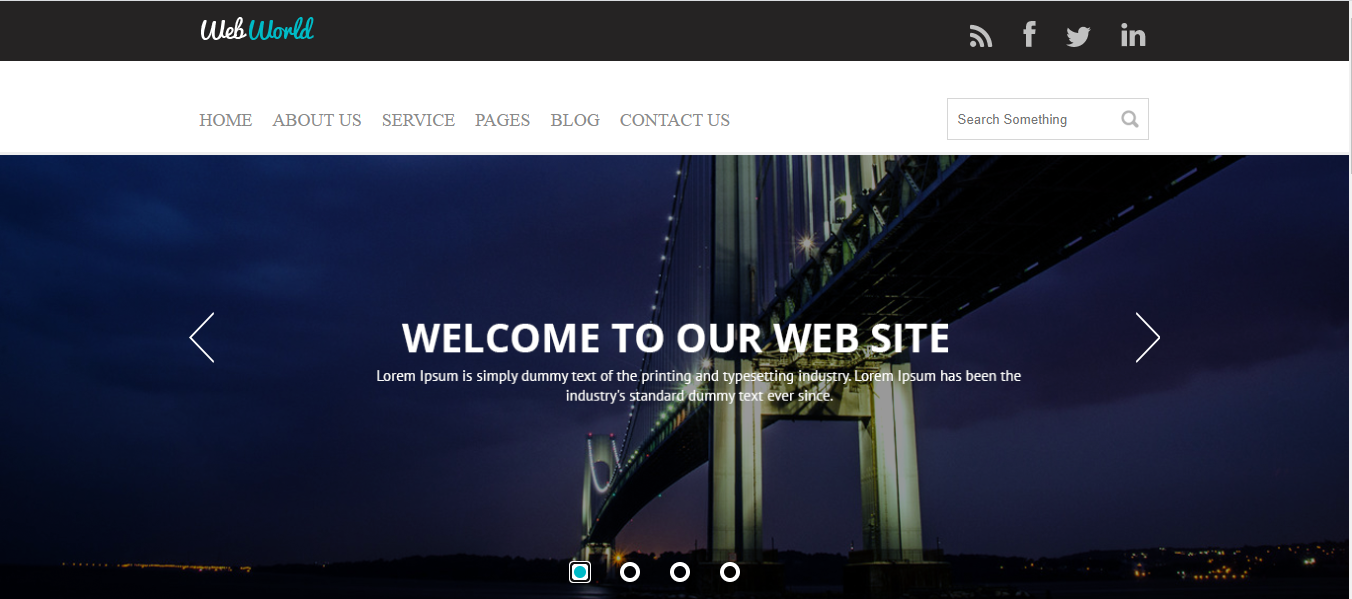 Web World
HOME ABOUT US SERVICE PAGES BLOG CONTACT US
Search Something
WELCOME TO OUR WEB SITE
Lorem Ipsum is simply dummy text of the printing and typesetting industry. Lorem Ipsum has been the
industry's standard dummy text ever since.